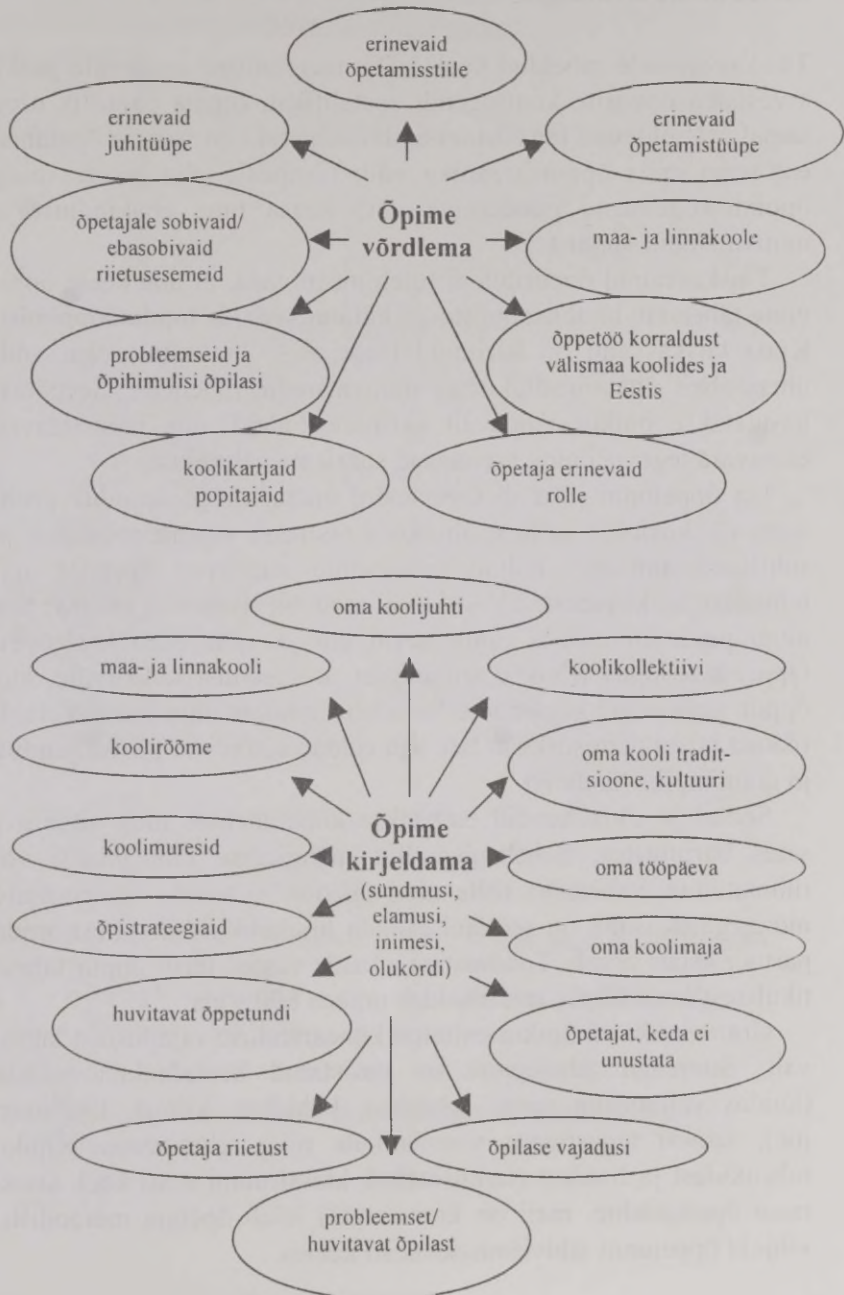 erinevaid
õpetamisstiile
erinevaid
juhitüüpe
erinevaid
õpetamistüüpe
Õpime
võrdlema
õpetajale sobivaid/
ebasobivaid
riietusesemeid
maa- ja linnakoole
probleemseid ja
õpihimulisi õpilasi
õppetöö korraldust
välismaa koolides ja
Eestis
koolikartjaid
popitajaid
õpetaja erinevaid
rolle
oma koolijuhti
maa- ja linnakooli
koolikollektiivi
koolirõõme
oma kooli tradit-
sioone, kultuuri
Õpime
kirjeldama
(sündmusi,
elamusi,
inimesi,
olukordi)
koolimuresid
oma tööpäeva
õpistrateegiaid
oma koolimaja
huvitavat õppetundi
õpetajat, keda ei
unustata
õpetaja riietust
õpilase vajadusi
probleemset/
huvitavat õpilast